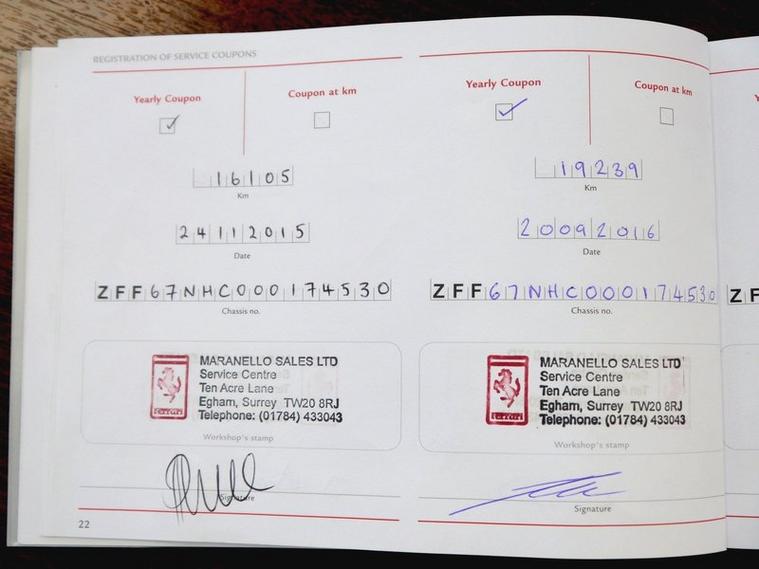 REGISTRATION OF SERVICE COUPONS
Yearly Coupon
Coupon at km
16105
Km
24112015
Date
ZFF67NHC000174530
Chassis no.
Ferrari
MARANELLO SALES LTD
Service Centre
Ten Acre Lane
Egham, Surrey TW20 8RJ
Telephone: (01784) 433043
Workshop's stamp
Signature
22
Yearly Coupon
Coupon at km
19239
Km
20092016
Date
ZFF67NHC000174530
Chassis no.
Ferrari
MARANELLO SALES LTD
Service Centre
Ten Acre Lane
Egham, Surrey TW20 8RJ
Telephone: (01784) 433043
Workshop's stamp
Signature
Y
ZF